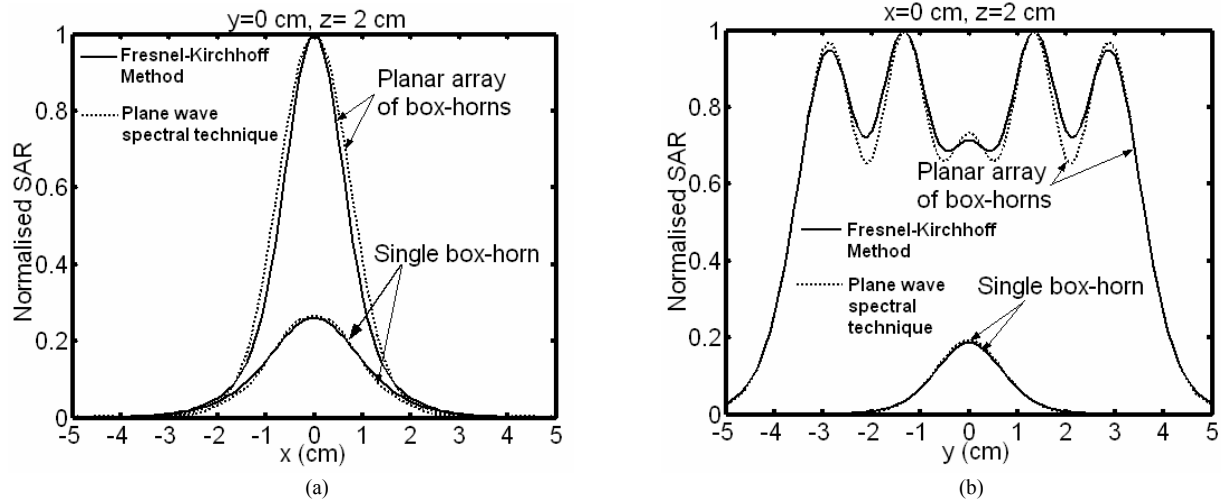 y=0 cm, z= 2 cm
1
0.8
0.6
0.4
0.2
0
Normalised SAR
Fresnel-Kirchhoff
Method
Plane wave
spectral technique
Planar array
of box-horns
Single box-horn
-5 -4 -3 -2 -1 0 1 2 3 4 5
x (cm)
(a)
x=0 cm, z=2 cm
1
0.8
0.6
0.4
0.2
0
Normalised SAR
Planar array
of box-horns
Fresnel-Kirchhoff
Method
Plane wave
spectral
technique
Single box-horn
-5 -4 -3 -2 -1 0 1 2 3 4 5
y (cm)
(b)